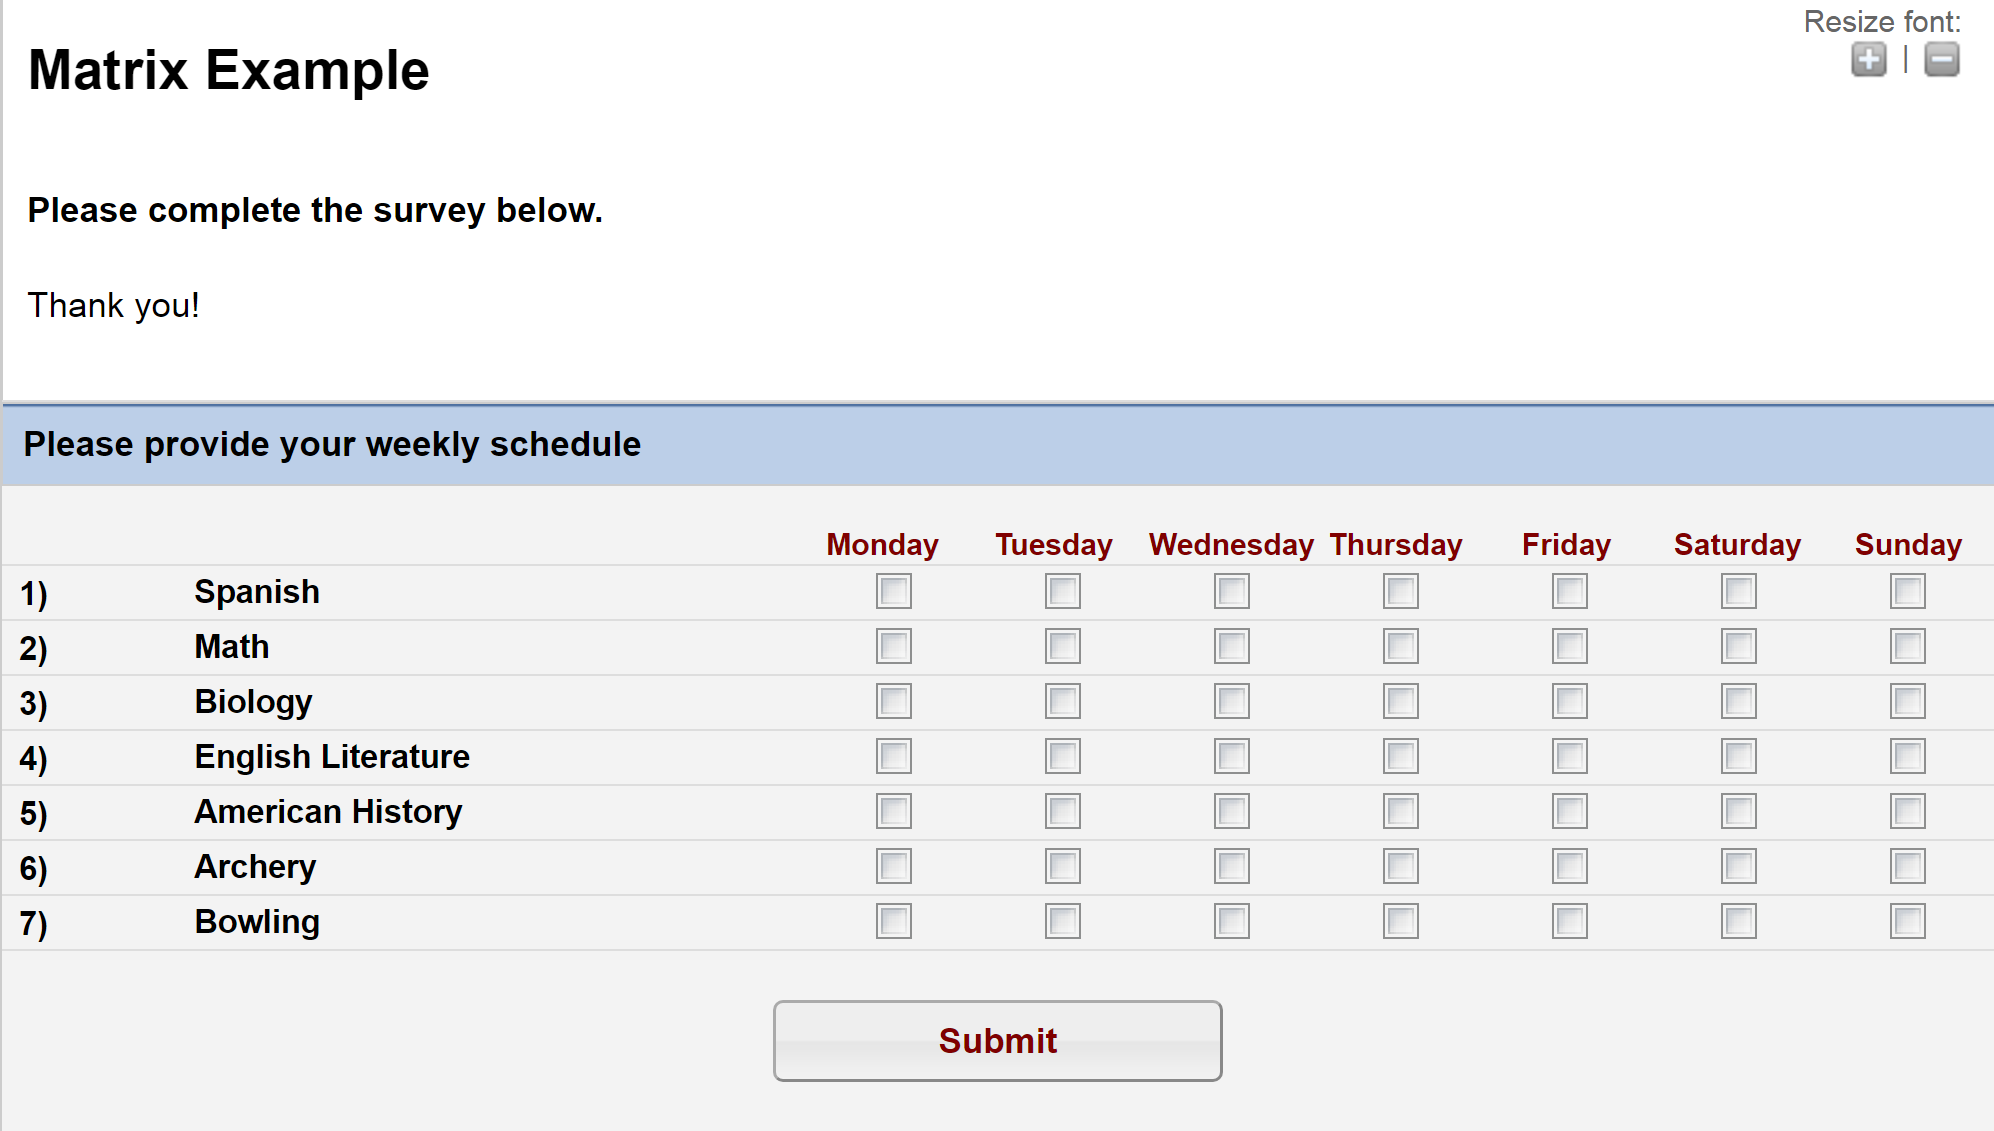 Resize font:
|
Matrix Example
Please complete the survey below.
Thank you!
Please provide your weekly schedule
Monday Tuesday Wednesday Thursday Friday Saturday Sunday
1) Spanish
2) Math
3) Biology
4) English Literature
5) American History
6) Archery
7) Bowling
Submit